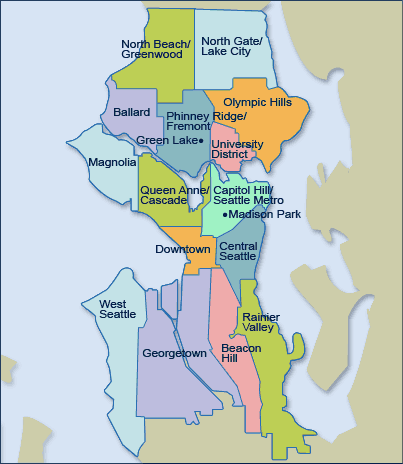 North Beach/
Greenwood
North Gate/
Lake City
Ballard
Phinney Ridge/
Fremont
Olympic Hills
Green Lake
University
District
Magnolia
Queen Anne/
Cascade
Capitol Hill/
Seattle Metro
Madison Park
Downtown
Central
Seattle
West
Seattle
Rainier
Valley
Georgetown
Beacon
Hill